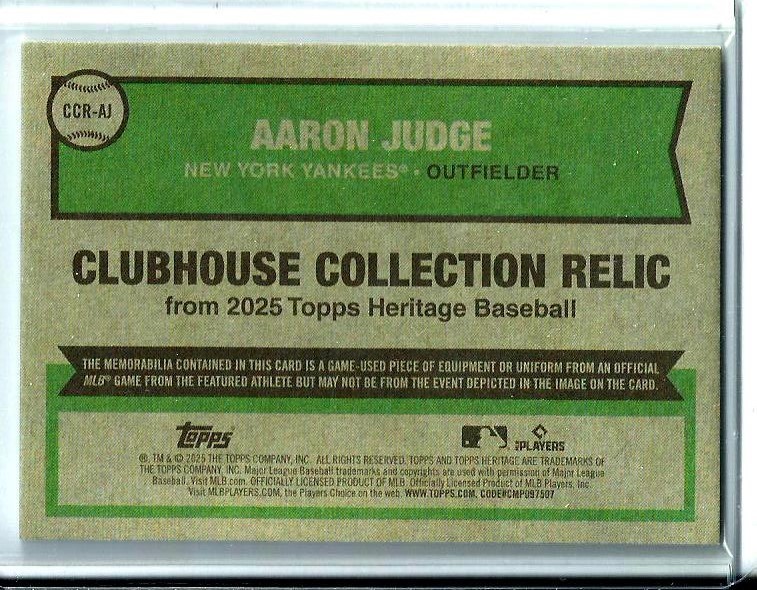 CCR-AJ
AARON JUDGE
NEW YORK YANKEES® • OUTFIELDER
CLUBHOUSE COLLECTION RELIC
from 2025 Topps Heritage Baseball
THE MEMORABILIA CONTAINED IN THIS CARD IS A GAME-USED PIECE OF EQUIPMENT OR UNIFORM FROM AN OFFICIAL
MLB® GAME FROM THE FEATURED ATHLETE BUT MAY NOT BE FROM THE EVENT DEPICTED IN THE IMAGE ON THE CARD.
Topps
PLAYERS
®, TM & © 2025 THE TOPPS COMPANY, INC. ALL RIGHTS RESERVED. TOPPS AND TOPPS HERITAGE ARE TRADEMARKS OF
THE TOPPS COMPANY, INC. Major League Baseball trademarks and copyrights are used with permission of Major League
Baseball. Visit MLB.com. OFFICIALLY LICENSED PRODUCT OF MLB Players, Inc.
Visit MLBPLAYERS.COM, the Players Choice on the web. WWW.TOPPS.COM. CODE#CMP097507